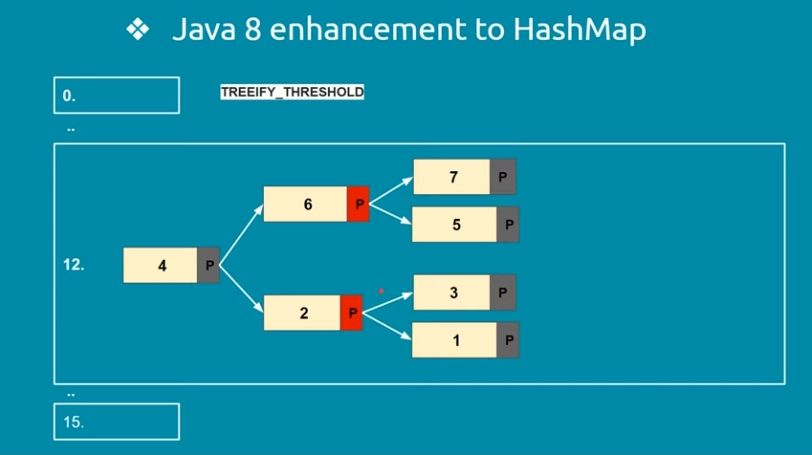 ❖ Java 8 enhancement to HashMap
0.
TREEIFY_THRESHOLD
..
7 P
6 P
5 P
12.
4 P
3 P
2 P
1 P
..
15.